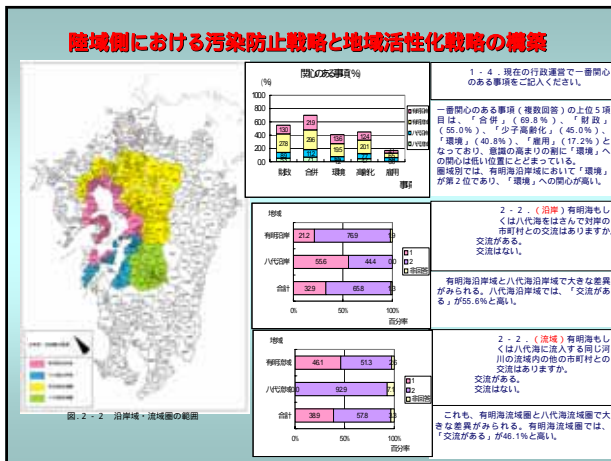 陸域側における汚染防止戦略と地域活性化戦略の構築
関心のある事項(%)
(%)
1000
800
600
400
200
00
130
278
219
296
136
195
124
201
財政
合併
環境
高齢化
雇用
事項
図.2-2 沿岸域・流域圏の範囲
1-4.現在の行政運営で一番関心
のある事項をご記入ください。
一番関心のある事項(複数回答)の上位5項
目は、「合併」(69.8%)、「財政」
(55.0%)、「少子高齢化」(45.0%)、
「環境」(40.8%)、「雇用」(17.2%)と
なっており、意識の高まりの割に「環境」へ
の関心は低い位置にとどまっている。
圏域別では、有明海沿岸域において「環境」
が第2位であり、「環境」への関心が高い。
地域
有明沿岸
21.2
76.9
1.9
八代沿岸
55.6
44.4
0.0
合計
32.9
65.8
1.3
0%
50%
100%
百分率
1
2
非回答
2-2.(沿岸)有明海もし
くは八代海をはさんで対岸の
市町村との交流はありますか。
交流がある。
交流はない。
有明海沿岸域と八代海沿岸域で大きな差異
がみられる。八代海沿岸域では、「交流があ
る」が55.6%と高い。
地域
有明流域
46.1
51.3
2.6
八代流域
0.0
92.9
7.1
合計
38.9
57.8
3.3
0%
50%
100%
百分率
1
2
非回答
2-2.(流域)有明海もし
くは八代海に流入する同じ河
川の流域内の他の市町村との
交流はありますか。
交流がある。
交流はない。
これも、有明海流域圏と八代海流域圏で大
きな差異がみられる。有明海流域圏では、
「交流がある」が46.1%と高い。